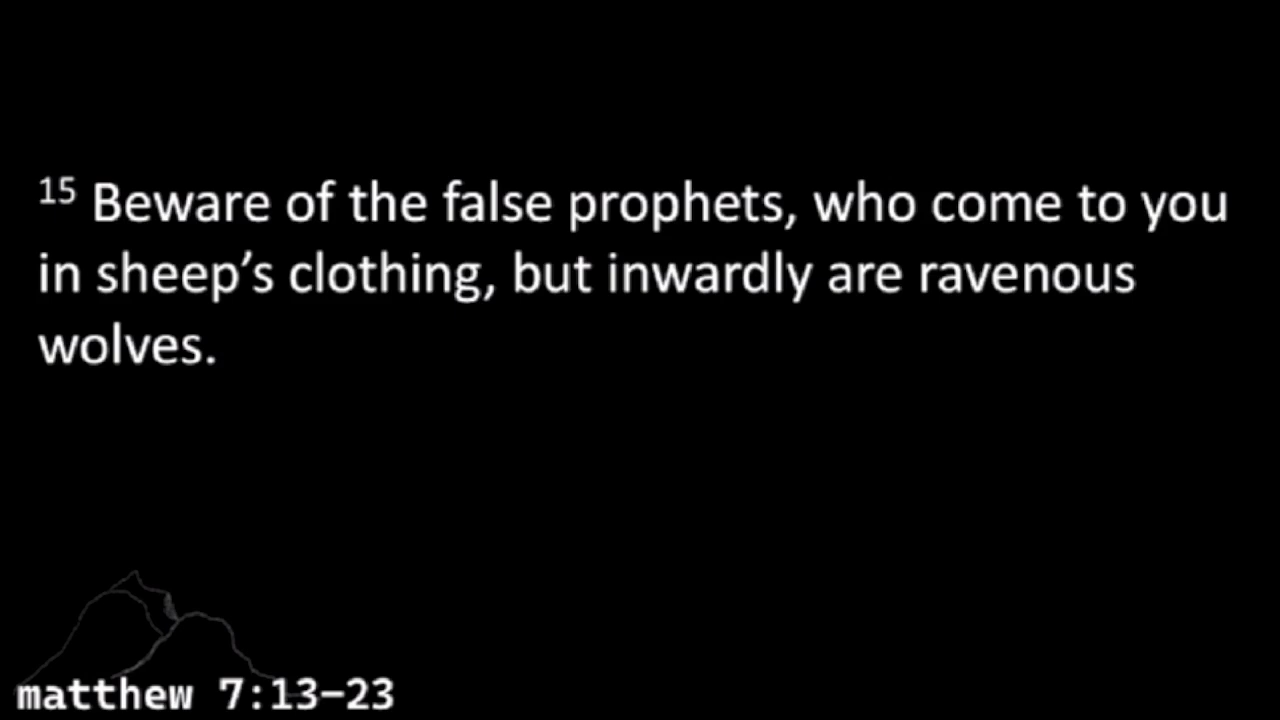 15 Beware of the false prophets, who come to you
in sheep’s clothing, but inwardly are ravenous
wolves.
matthew 7:13–23